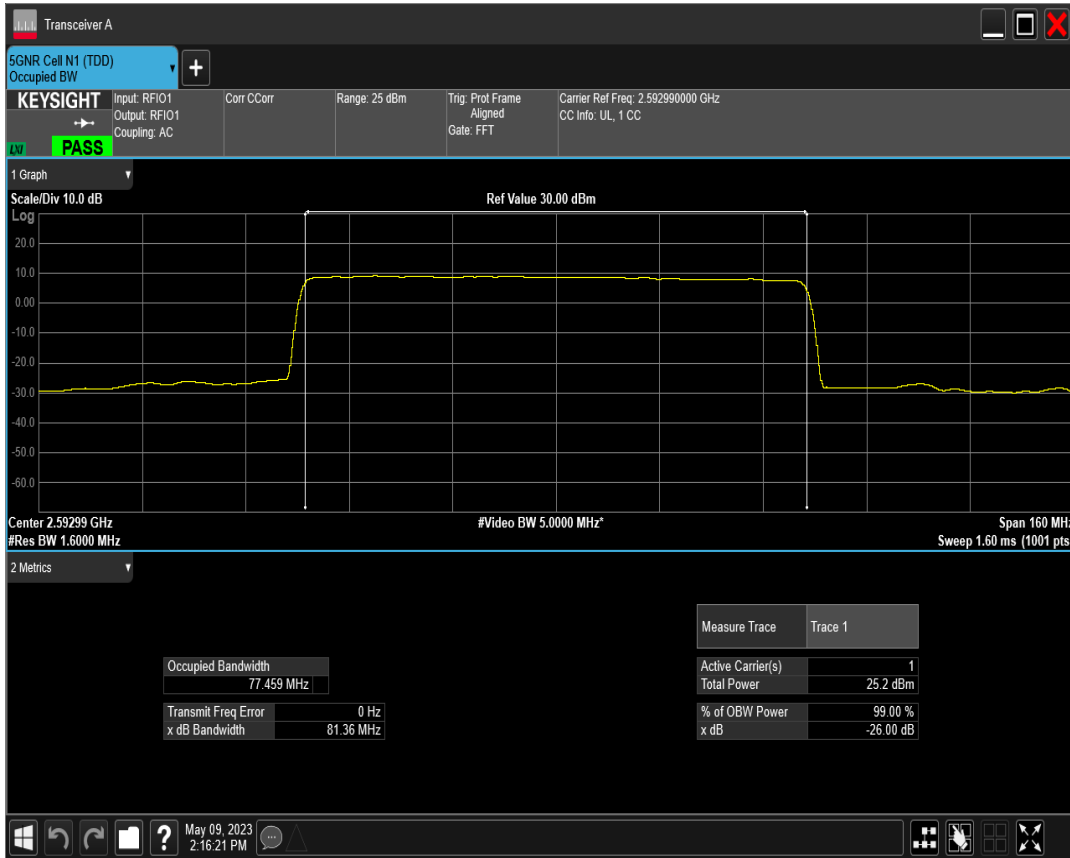 Transceiver A
5GNR Cell N1 (TDD)
Occupied BW
KEYSIGHT
LXI
PASS
Input: RFIO1
Output: RFIO1
Coupling: AC
Corr CCorr
Range: 25 dBm
Trig: Prot Frame
Aligned
Gate: FFT
Carrier Ref Freq: 2.592990000 GHz
CC Info: UL, 1 CC
1 Graph
Scale/Div 10.0 dB
Ref Value 30.00 dBm
Log
20.0
10.0
0.00
-10.0
-20.0
-30.0
-40.0
-50.0
-60.0
Center 2.59299 GHz
#Video BW 5.0000 MHz*
Span 160 MHz
#Res BW 1.6000 MHz
Sweep 1.60 ms (1001 pts
2 Metrics
Measure Trace Trace 1
Occupied Bandwidth
77.459 MHz
Active Carrier(s) 1
Total Power 25.2 dBm
Transmit Freq Error 0 Hz
x dB Bandwidth 81.36 MHz
% of OBW Power 99.00 %
x dB -26.00 dB
?
May 09, 2023
2:16:21 PM